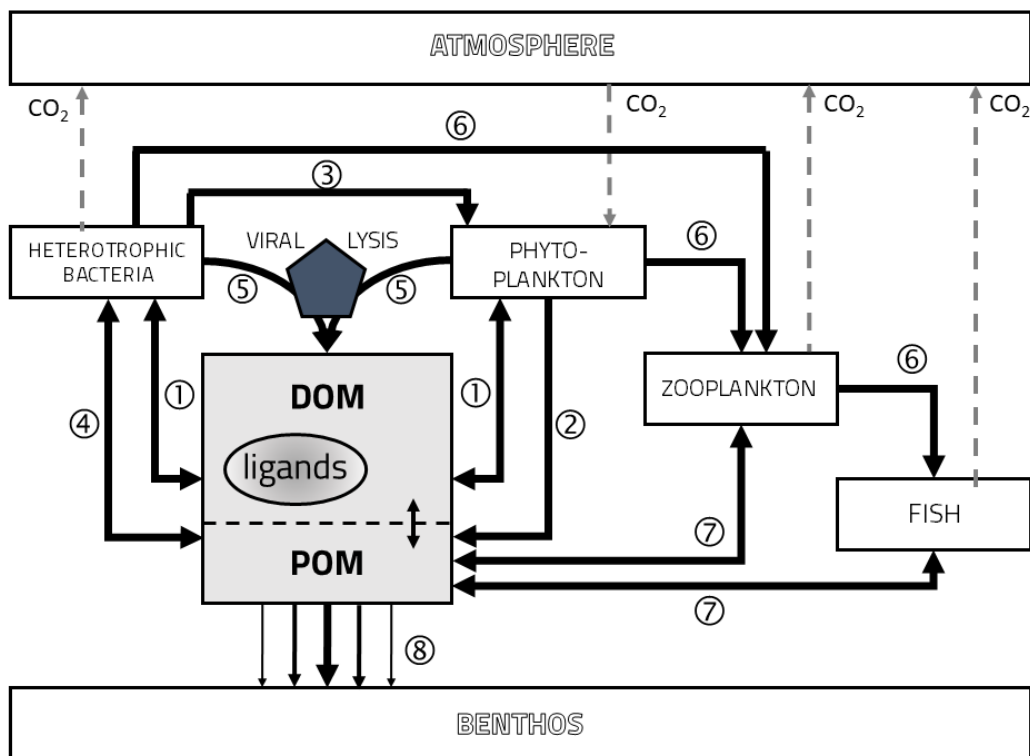 ATMOSPHERE
CO₂
CO₂
CO₂
CO₂
⑥
③
HETEROTROPHIC
BACTERIA
VIRAL LYSIS
PHYTO-
PLANKTON
⑥
⑤
⑤
ZOOPLANKTON
⑥
DOM
④
①
①
②
ligands
FISH
POM
⑦
⑦
⑧
BENTHOS